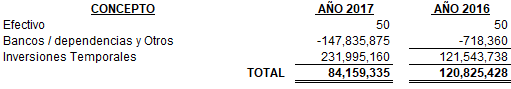 CONCEPTO AÑO 2017 AÑO 2016
Efectivo 50 50
Bancos / dependencias y Otros -147,835,875 -718,360
Inversiones Temporales 231,995,160 121,543,738
TOTAL 84,159,335 120,825,428